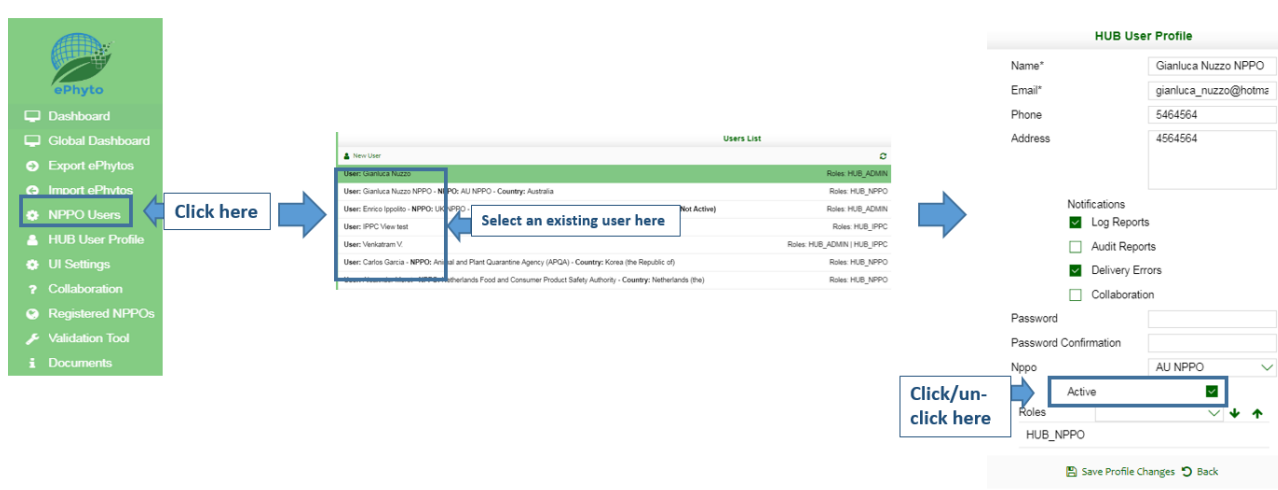 ePhyto
Dashboard
Global Dashboard
Export ePhytos
Import ePhytos
NPPO Users
HUB User Profile
UI Settings
Collaboration
Registered NPPOs
Validation Tool
Documents
Click here
Users List
New User
User: Gianluca Nuzzo Roles: HUB_ADMIN
User: Gianluca Nuzzo NPPO - NPPO: AU NPPO - Country: Australia Roles: HUB_NPPO
User: Enrico Ippolito - NPPO: UK NPPO - Not Active) Roles: HUB_ADMIN
User: IPPC View test Roles: HUB_IPPC
User: Venkatram V. Roles: HUB_ADMIN | HUB_IPPC
User: Carlos Garcia - NPPO: Animal and Plant Quarantine Agency (APQA) - Country: Korea (the Republic of) Roles: HUB_NPPO
NPPO: Netherlands Food and Consumer Product Safety Authority - Country: Netherlands (the) Roles: HUB_NPPO
Select an existing user here
HUB User Profile
Name* Gianluca Nuzzo NPPO
Email* gianluca_nuzzo@hotma
Phone 5464564
Address 4564564
Notifications
Log Reports
Audit Reports
Delivery Errors
Collaboration
Password
Password Confirmation
Nppo AU NPPO
Active
Roles
HUB_NPPO
Click/un-
click here
Save Profile Changes Back